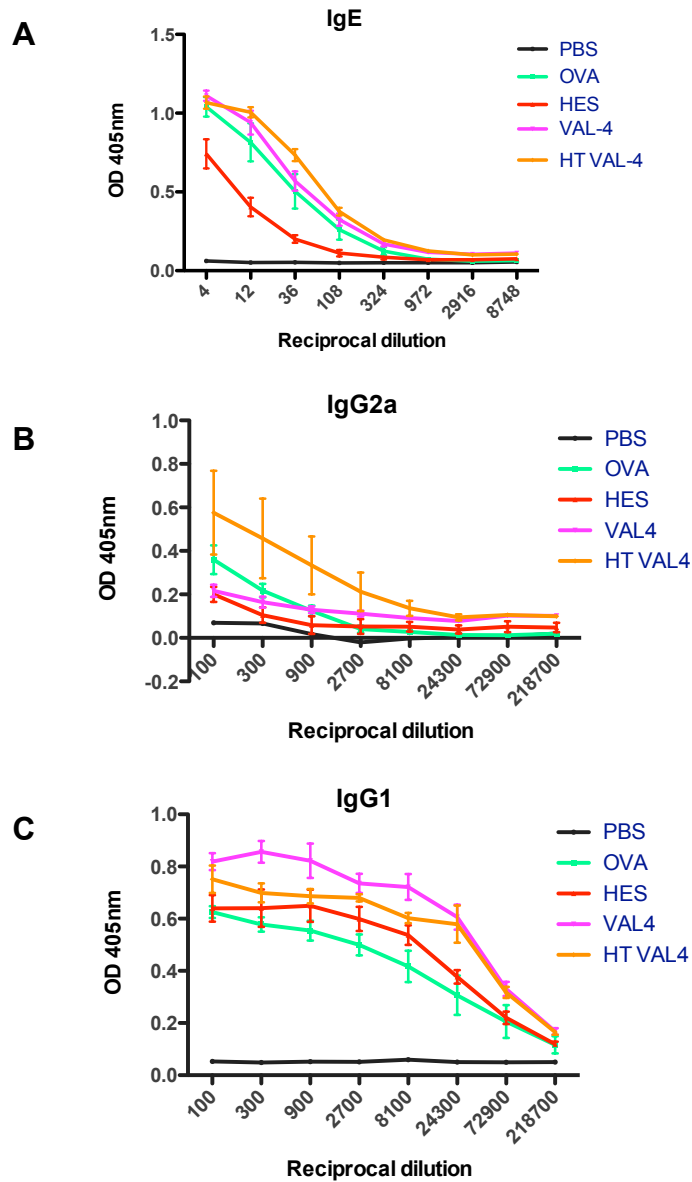 A
IgE
OD 405nm
1.5
1.0
0.5
0.0
4 12 36 108 324 972 2916 8748
Reciprocal dilution
PBS
OVA
HES
VAL-4
HT VAL-4
B
IgG2a
OD 405nm
1.0
0.8
0.6
0.4
0.2
0.0
-0.2
100 300 900 2700 8100 24300 72900 218700
Reciprocal dilution
PBS
OVA
HES
VAL4
HT VAL4
C
IgG1
OD 405nm
1.0
0.8
0.6
0.4
0.2
0.0
100 300 900 2700 8100 24300 72900 218700
Reciprocal dilution
PBS
OVA
HES
VAL4
HT VAL4